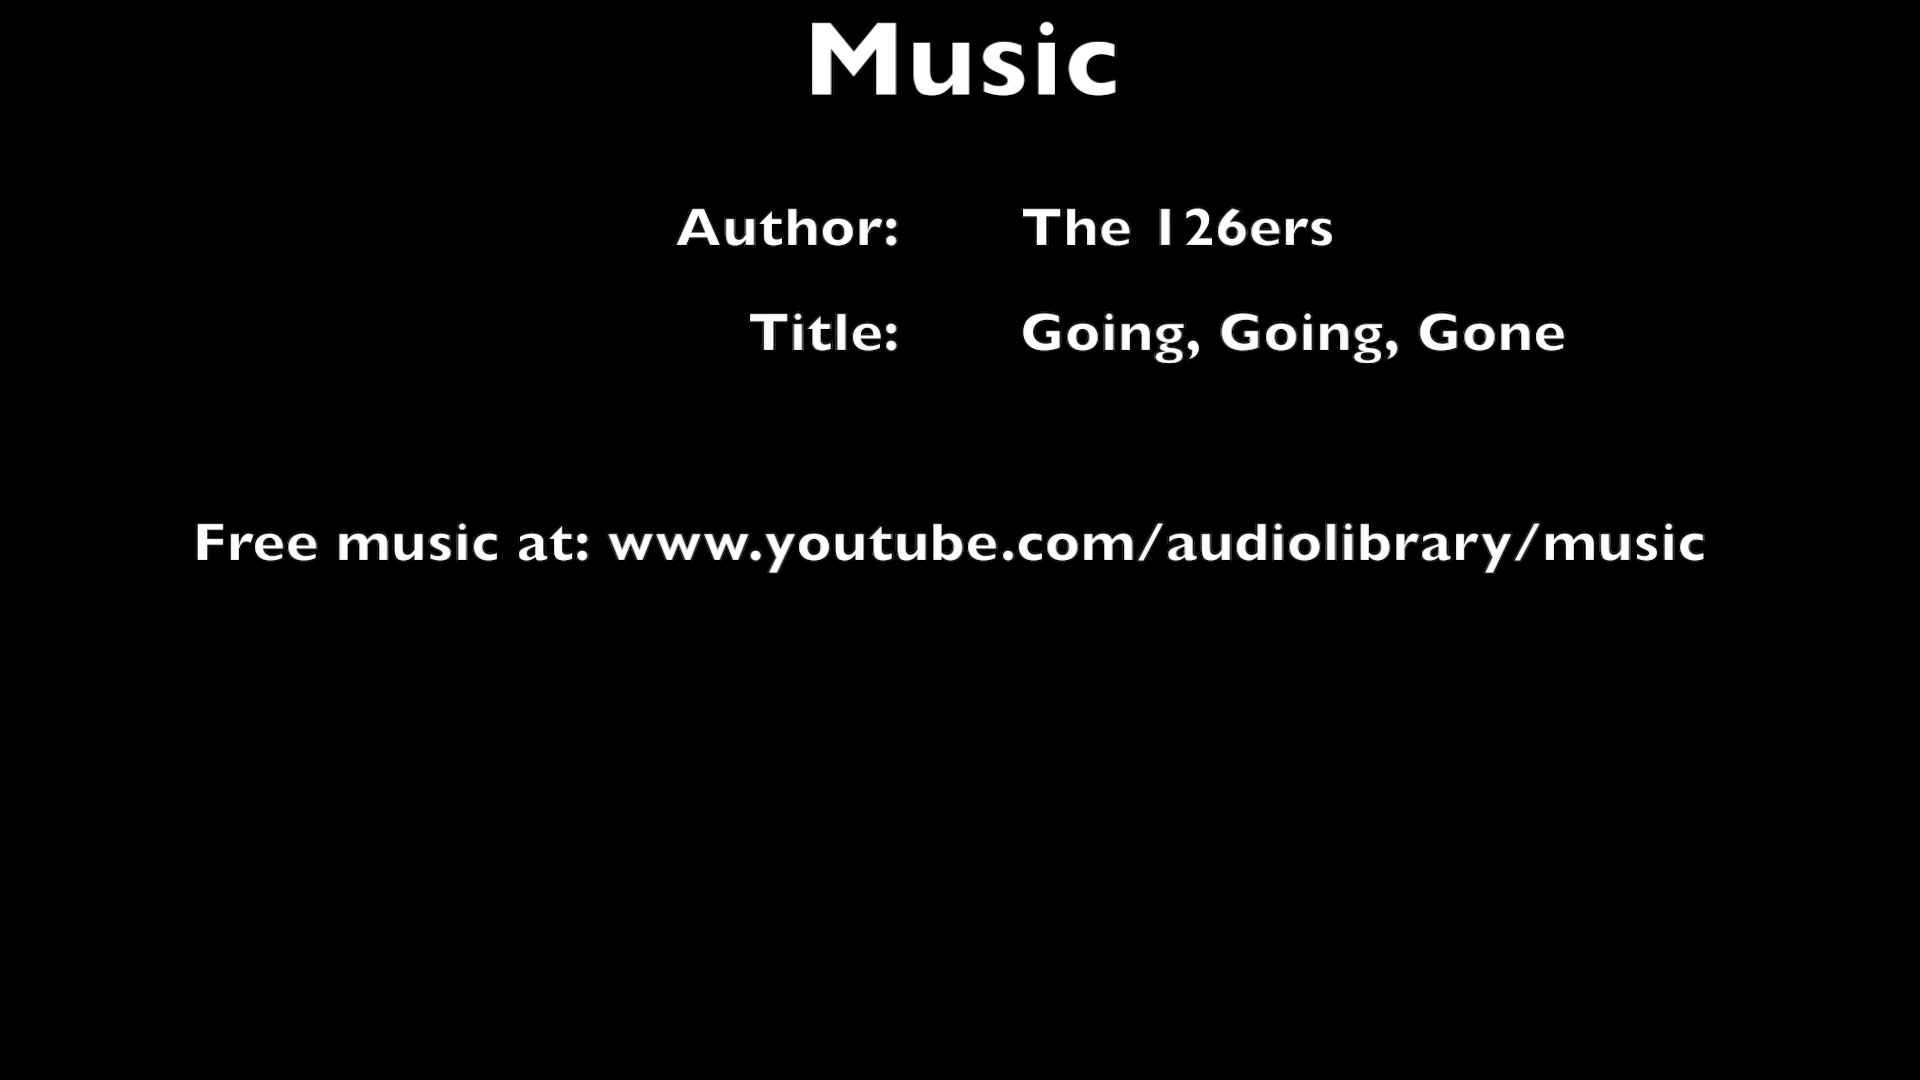 Music
Author: The 126ers
Title: Going, Going, Gone
Free music at: www.youtube.com/audiolibrary/music